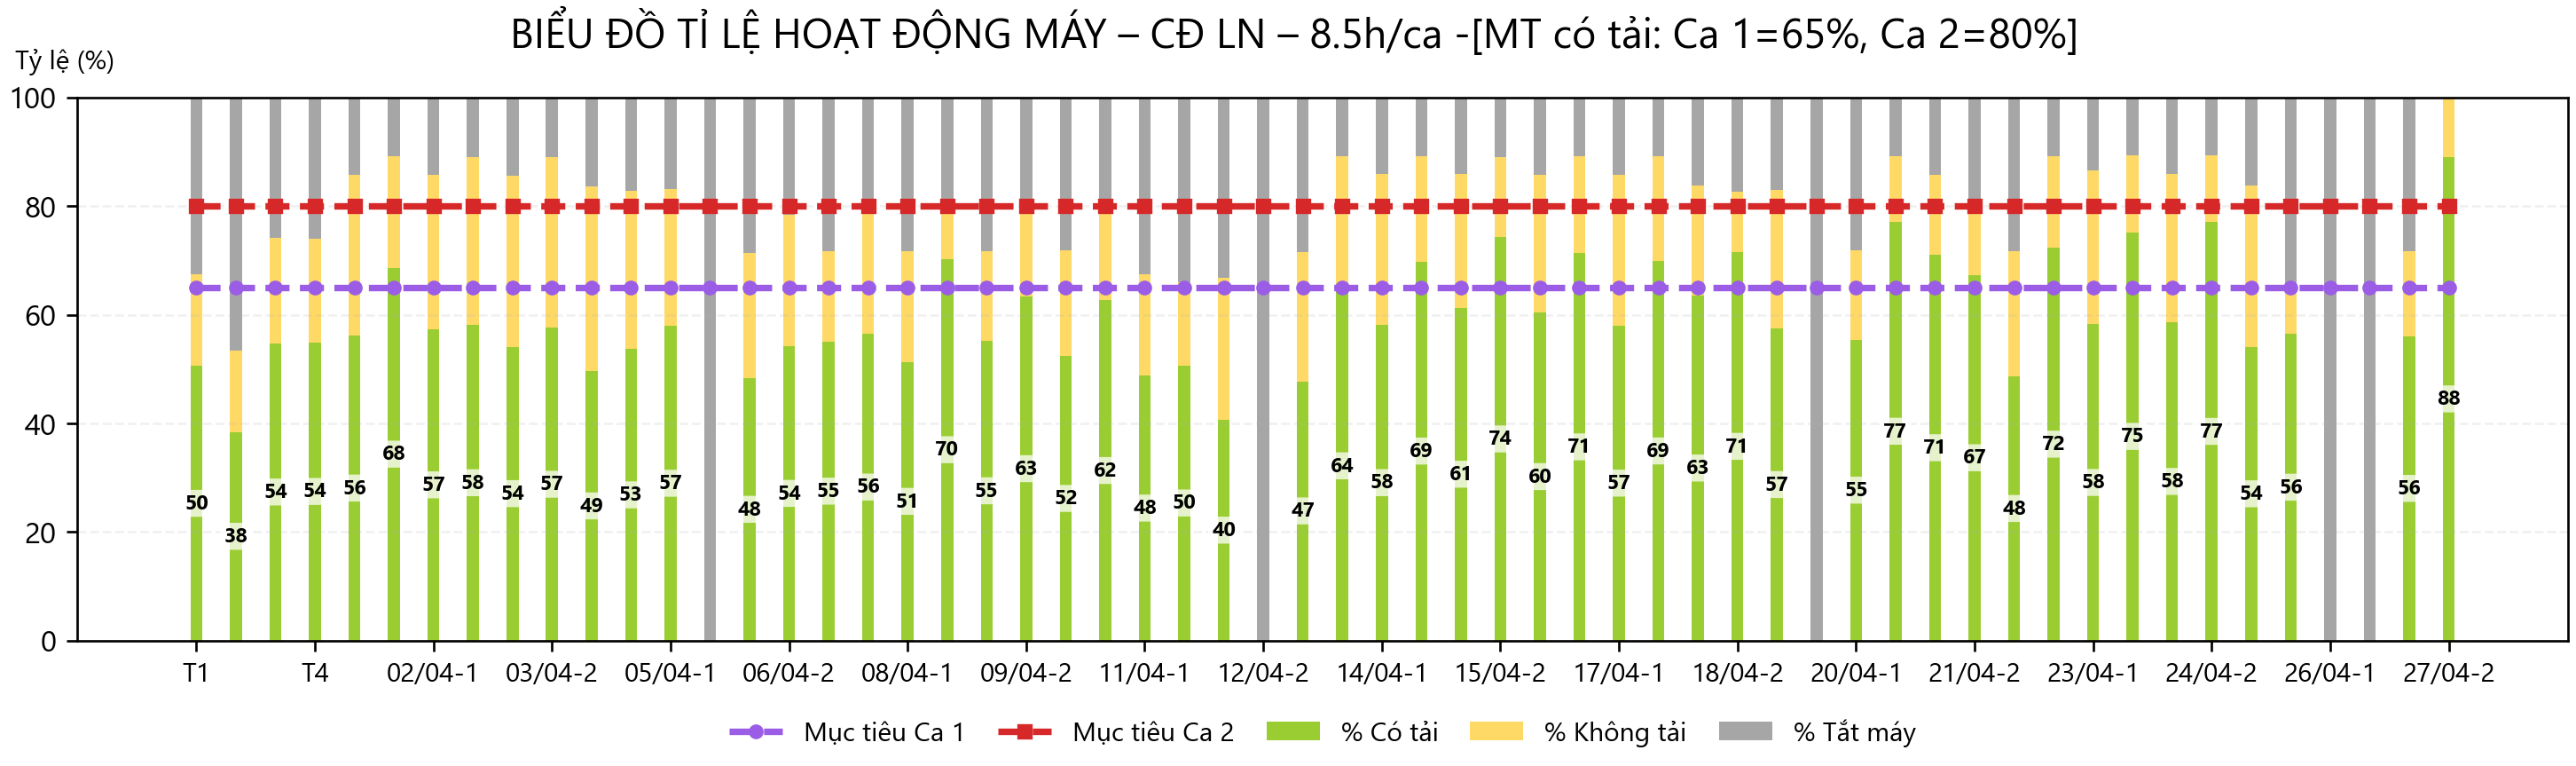 BIỂU ĐỒ TỈ LỆ HOẠT ĐỘNG MÁY – CĐ LN – 8.5h/ca -[MT có tải: Ca 1=65%, Ca 2=80%]
Tỷ lệ (%)
100
80
60
40
20
0
50 38 54 54 56 68 57 58 54 57 49 53 57 48 54 55 56 51 70 55 63 52 62 48 50 40 47 64 58 69 61 74 60 71 57 69 63 71 57 55 77 71 67 48 72 58 75 58 77 54 56 56 88
T1 T4 02/04-1 03/04-2 05/04-1 06/04-2 08/04-1 09/04-2 11/04-1 12/04-2 14/04-1 15/04-2 17/04-1 18/04-2 20/04-1 21/04-2 23/04-1 24/04-2 26/04-1 27/04-2
Mục tiêu Ca 1 Mục tiêu Ca 2 % Có tải % Không tải % Tắt máy